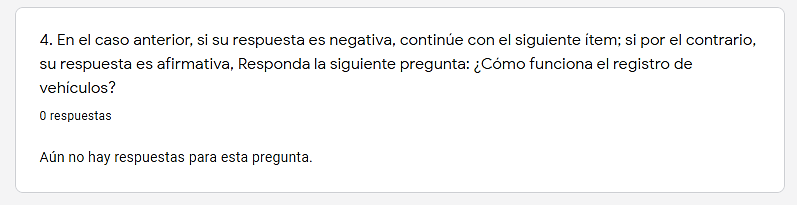 4. En el caso anterior, si su respuesta es negativa, continúe con el siguiente ítem; si por el contrario,
su respuesta es afirmativa, Responda la siguiente pregunta: ¿Cómo funciona el registro de
vehículos?
0 respuestas
Aún no hay respuestas para esta pregunta.